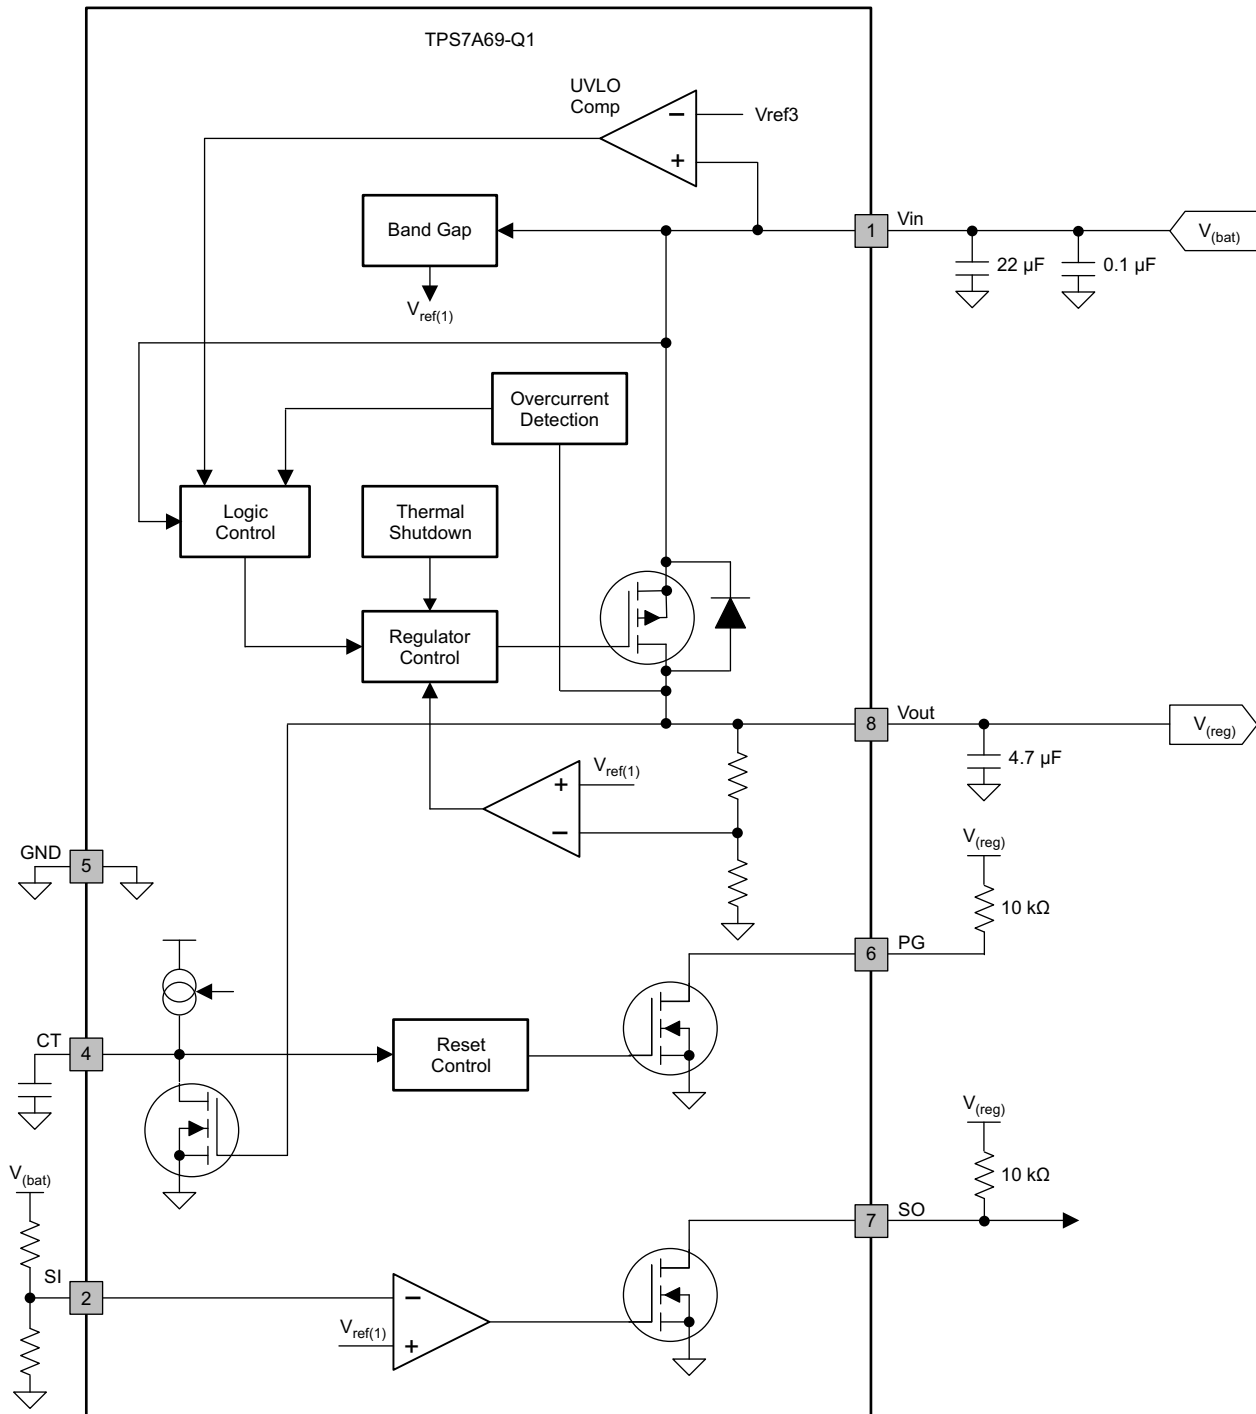 TPS7A69-Q1
UVLO
Comp
−
Vref3
+
Band Gap
1
Vin
V(bat)
22 µF
0.1 µF
Vref(1)
Overcurrent
Detection
Logic
Control
Thermal
Shutdown
Regulator
Control
8
Vout
V(reg)
4.7 µF
Vref(1)
+
−
GND
5
V(reg)
10 kΩ
6
PG
CT
4
Reset
Control
V(reg)
10 kΩ
V(bat)
7
SO
SI
2
−
Vref(1)
+